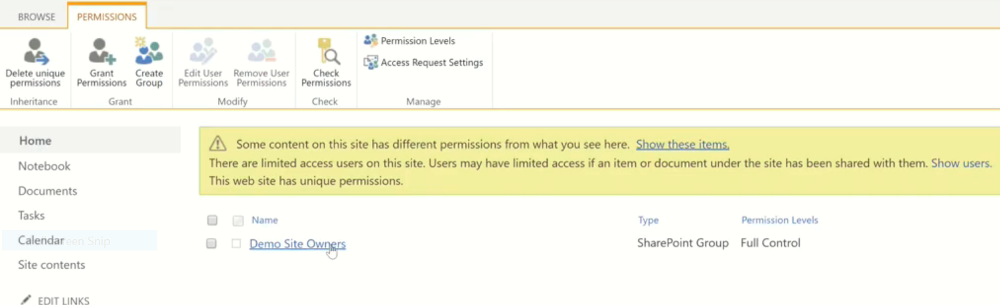 BROWSE PERMISSIONS
Delete unique permissions
Grant Permissions
Create Group
Edit User Permissions
Remove User Permissions
Check Permissions
Permission Levels
Access Request Settings
Inheritance Grant Modify Check Manage
Home
Notebook
Documents
Tasks
Calendar
Site contents
EDIT LINKS
Some content on this site has different permissions from what you see here. Show these items.
There are limited access users on this site. Users may have limited access if an item or document under the site has been shared with them. Show users.
This web site has unique permissions.
Name Type Permission Levels
Demo Site Owners SharePoint Group Full Control